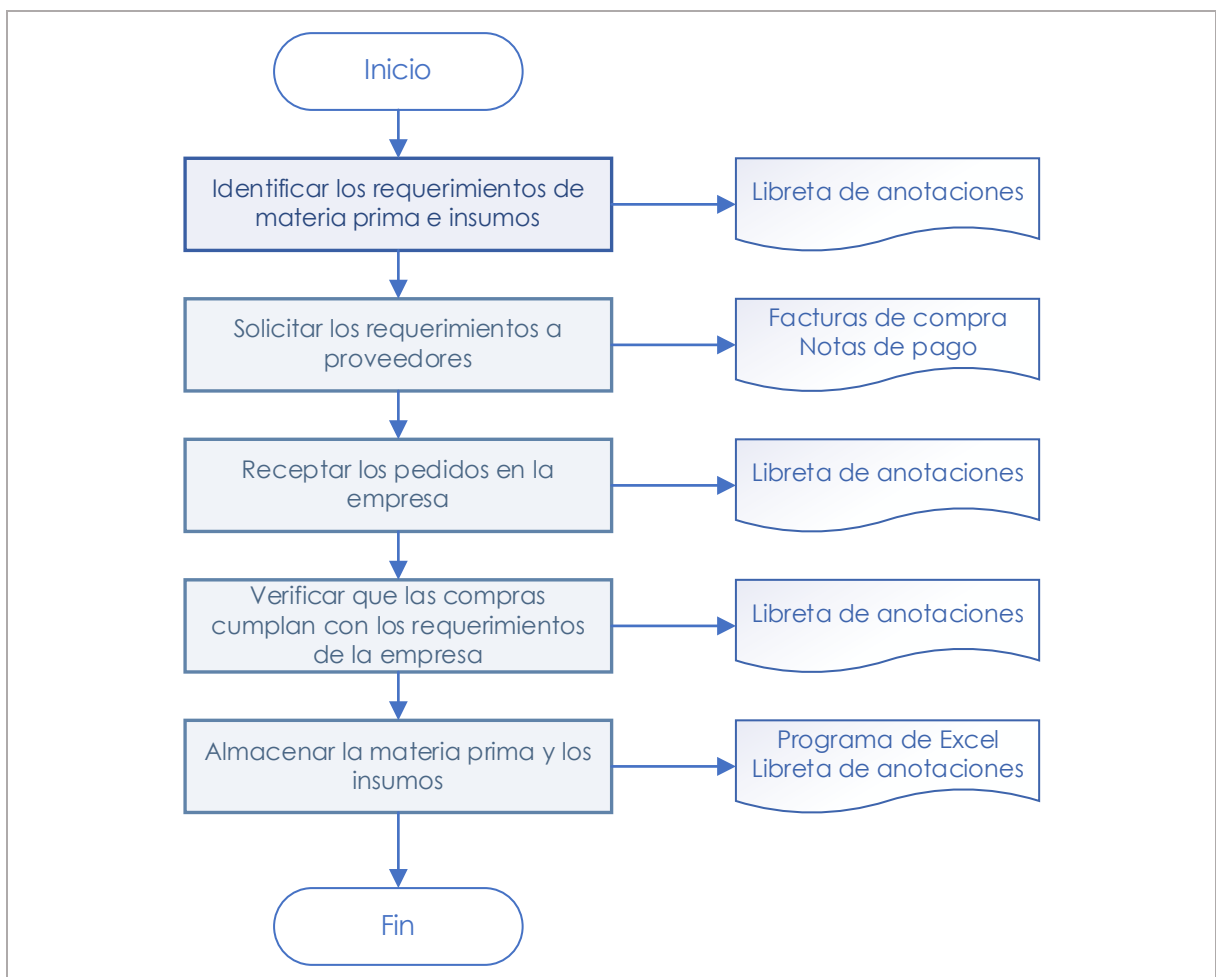 Inicio
Identificar los requerimientos de
materia prima e insumos
Libreta de anotaciones
Solicitar los requerimientos a
proveedores
Facturas de compra
Notas de pago
Receptar los pedidos en la
empresa
Libreta de anotaciones
Verificar que las compras
cumplan con los requerimientos
de la empresa
Libreta de anotaciones
Almacenar la materia prima y los
insumos
Programa de Excel
Libreta de anotaciones
Fin